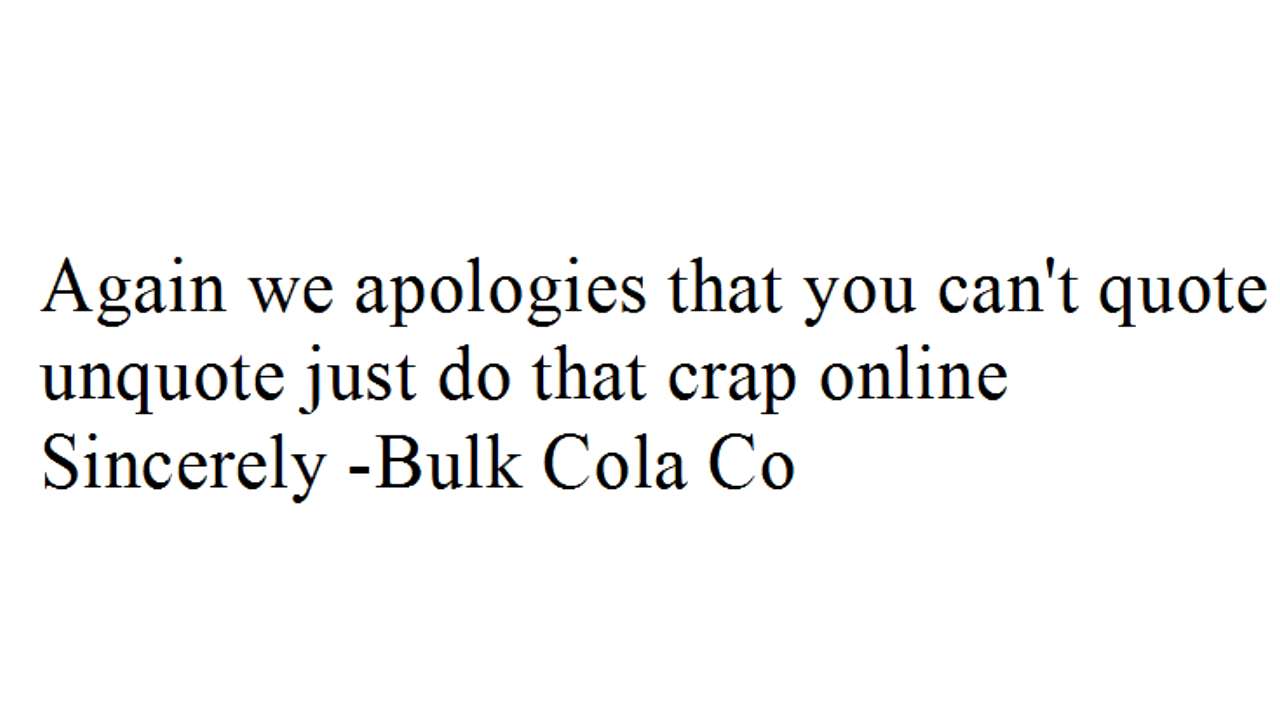 Again we apologies that you can't quote
unquote just do that crap online
Sincerely -Bulk Cola Co